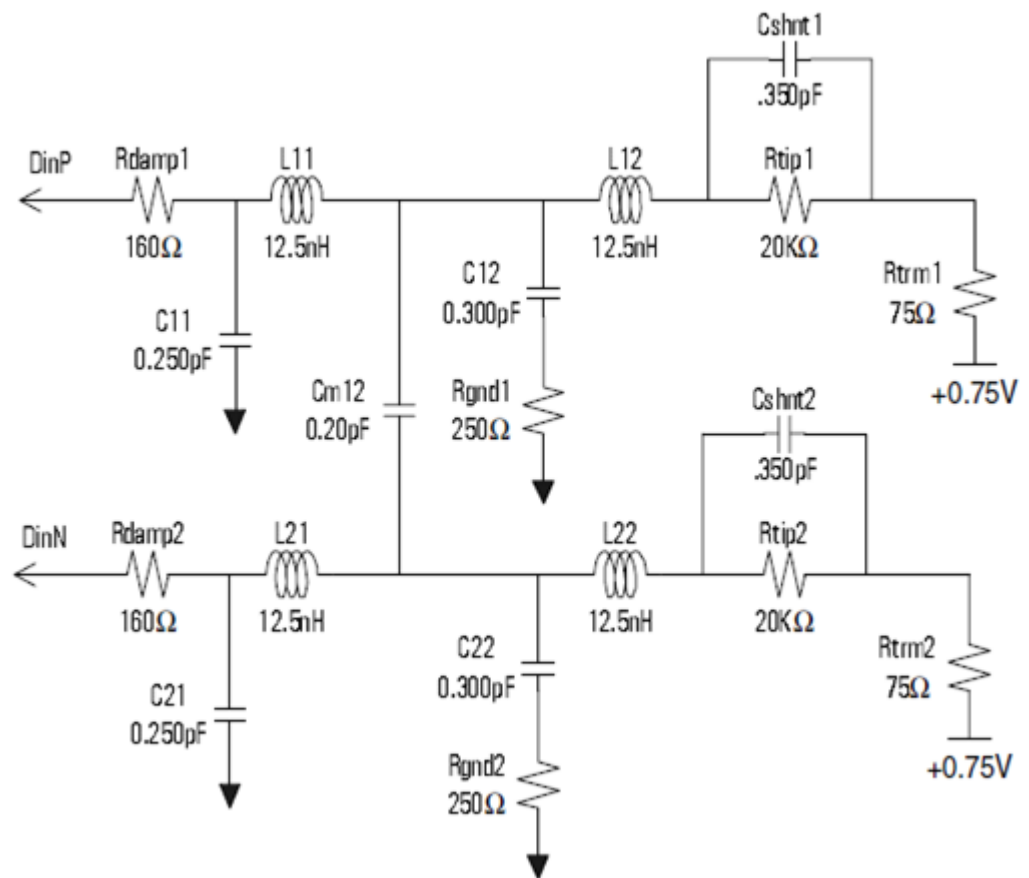 Cshnt1
.350pF
DinP
Rdamp1
L11
L12
Rtip1
160Ω
12.5nH
12.5nH
20KΩ
C12
0.300pF
Rtrm1
75Ω
C11
0.250pF
+0.75V
Cm12
0.20pF
Rgnd1
250Ω
Cshnt2
.350pF
DinN
Rdamp2
L21
L22
Rtip2
160Ω
12.5nH
12.5nH
20KΩ
C22
0.300pF
Rtrm2
75Ω
C21
0.250pF
Rgnd2
250Ω
+0.75V